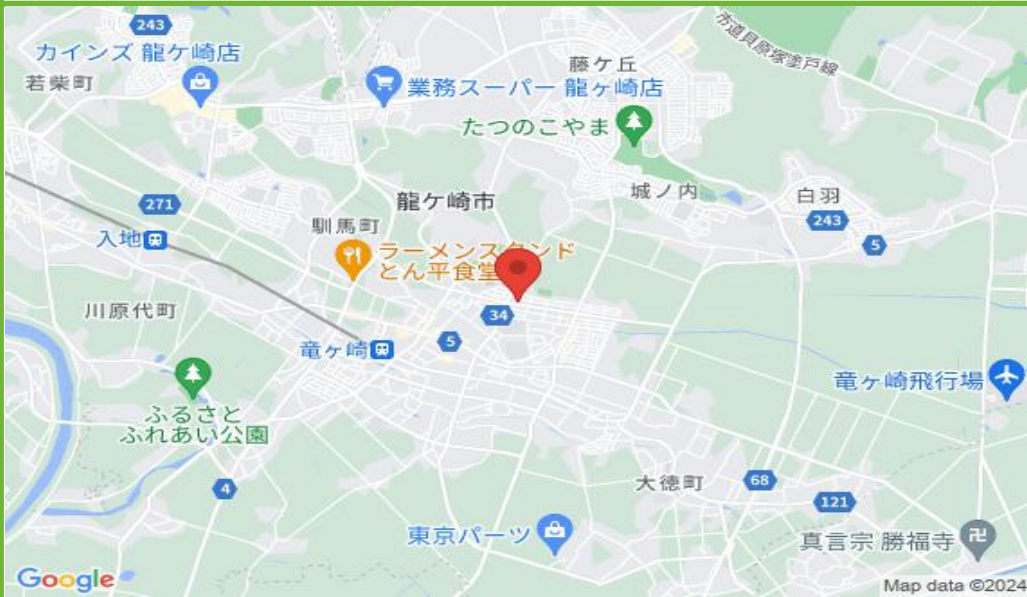 243
カインズ 龍ケ崎店
若柴町
業務スーパー 龍ヶ崎店
藤ケ丘
市道貝原塚塗戸線
たつのこやま
龍ケ崎市
城ノ内
白羽
243
5
271
入地
馴馬町
ラーメンスタンド
とん平食堂
川原代町
34
5
竜ヶ崎
竜ヶ崎飛行場
ふるさと
ふれあい公園
4
大徳町
68
121
東京パーツ
真言宗 勝福寺
Google
Map data ©2024